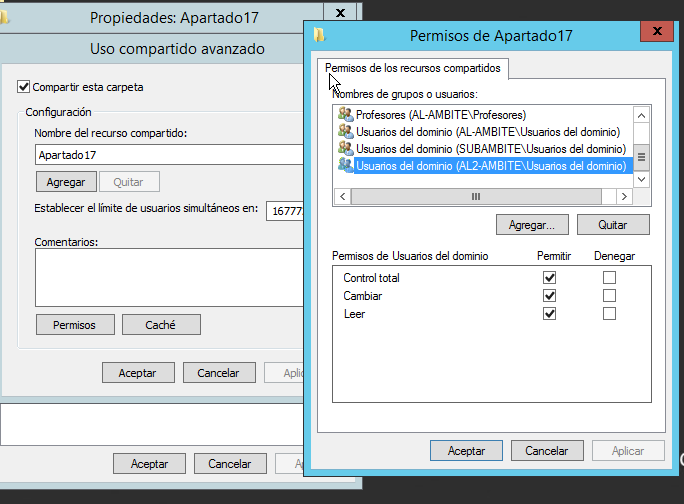 Propiedades: Apartado17
x
Uso compartido avanzado
Compartir esta carpeta
Configuración
Nombre del recurso compartido:
Apartado17
Agregar
Quitar
Establecer el límite de usuarios simultáneos en:
Comentarios:
Permisos
Caché
Aceptar
Cancelar
Aceptar
Cancelar
Permisos de Apartado17
x
Permisos de los recursos compartidos
Nombres de grupos o usuarios:
Profesores (AL-AMBITE\Profesores)
Usuarios del dominio (AL-AMBITE\Usuarios del dominio)
Usuarios del dominio (SUBAMBITE\Usuarios del dominio)
Usuarios del dominio (AL2-AMBITE\Usuarios del dominio)
Agregar...
Quitar
Permisos de Usuarios del dominio Permitir Denegar
Control total
Cambiar
Leer
Aceptar
Cancelar
Aplicar